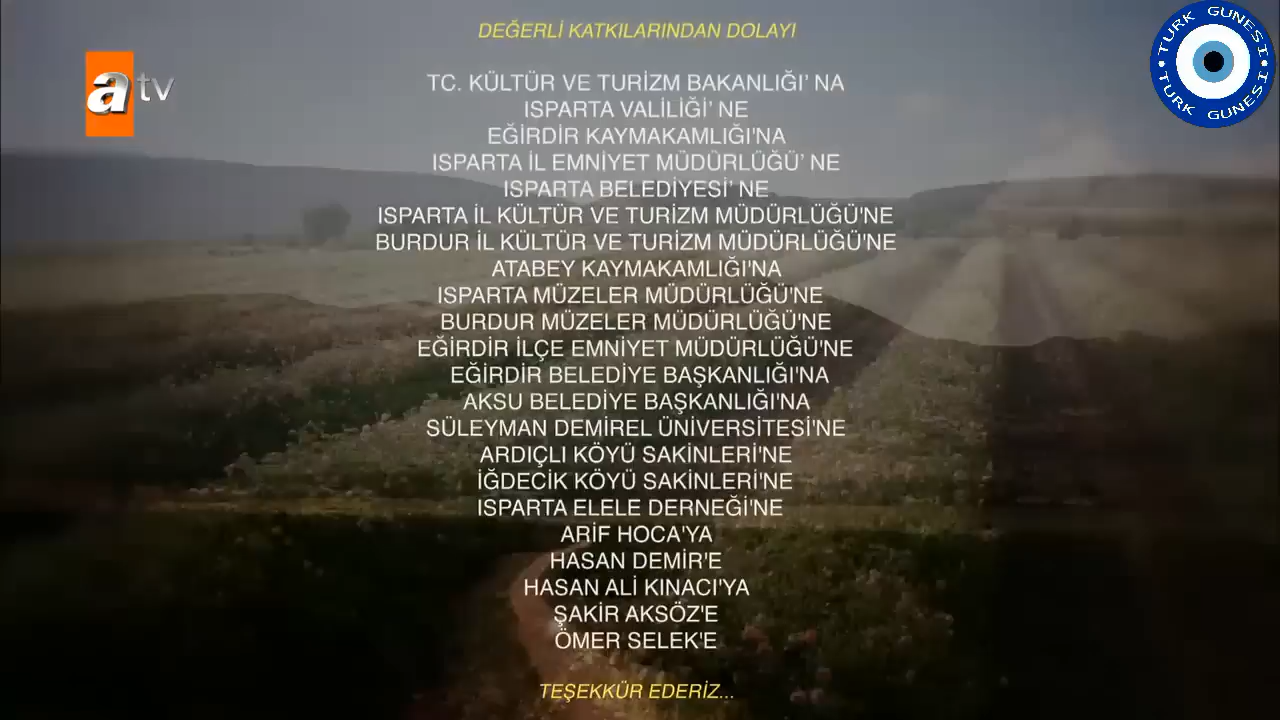 DEĞERLİ KATKILARINDAN DOLAYI
atv
TURK GUNESI
TURK GUNESI
TC. KÜLTÜR VE TURİZM BAKANLIĞI’ NA
ISPARTA VALİLİĞİ’ NE
EĞİRDİR KAYMAKAMLIĞI'NA
ISPARTA İL EMNİYET MÜDÜRLÜĞÜ’ NE
ISPARTA BELEDİYESİ’ NE
ISPARTA İL KÜLTÜR VE TURİZM MÜDÜRLÜĞÜ'NE
BURDUR İL KÜLTÜR VE TURİZM MÜDÜRLÜĞÜ'NE
ATABEY KAYMAKAMLIĞI'NA
ISPARTA MÜZELER MÜDÜRLÜĞÜ'NE
BURDUR MÜZELER MÜDÜRLÜĞÜ'NE
EĞİRDİR İLÇE EMNİYET MÜDÜRLÜĞÜ'NE
EĞİRDİR BELEDİYE BAŞKANLIĞI'NA
AKSU BELEDİYE BAŞKANLIĞI'NA
SÜLEYMAN DEMİREL ÜNİVERSİTESİ'NE
ARDIÇLI KÖYÜ SAKİNLERİ'NE
İĞDECİK KÖYÜ SAKİNLERİ'NE
ISPARTA ELELE DERNEĞİ'NE
ARİF HOCA'YA
HASAN DEMİR'E
HASAN ALİ KINACI'YA
ŞAKİR AKSÖZ'E
ÖMER SELEK'E
TEŞEKKÜR EDERİZ...